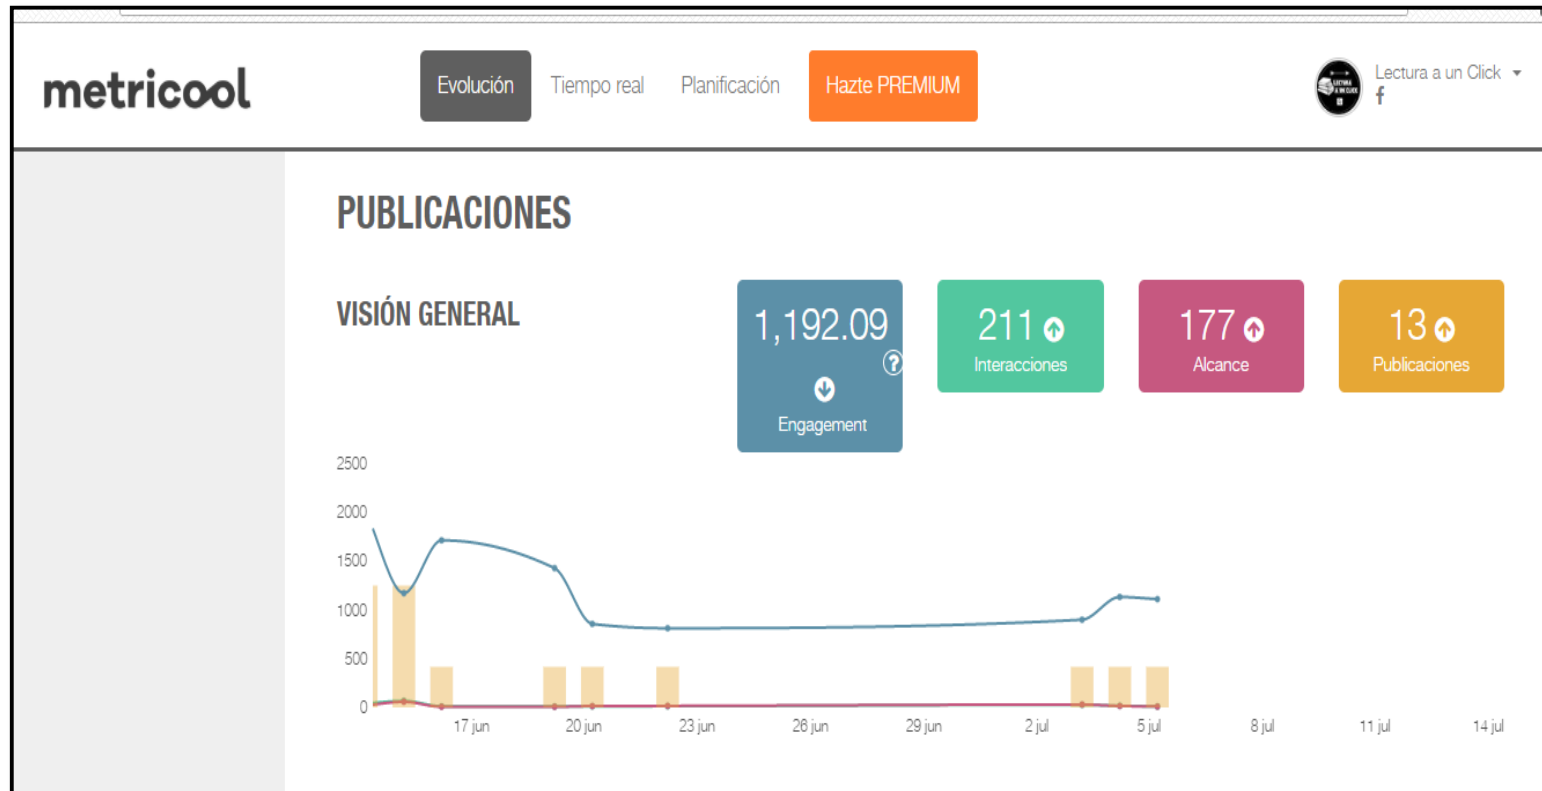 metricool
Evolución
Tiempo real
Planificación
Hazte PREMIUM
Lectura a un Click
f
PUBLICACIONES
VISIÓN GENERAL
1,192.09
?
Engagement
211
Interacciones
177
Alcance
13
Publicaciones
2500
2000
1500
1000
500
0
17 jun
20 jun
23 jun
26 jun
29 jun
2 jul
5 jul
8 jul
11 jul
14 jul